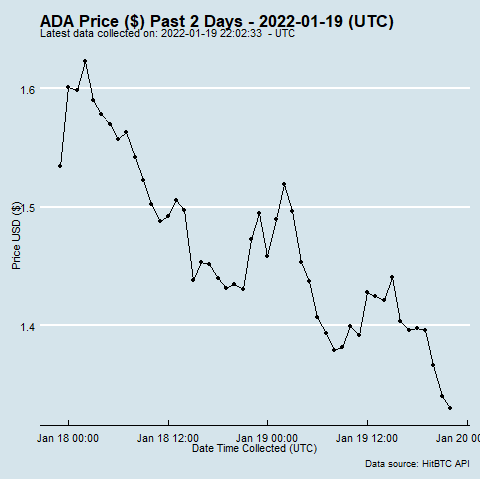 ADA Price ($) Past 2 Days - 2022-01-19 (UTC)
Latest data collected on: 2022-01-19 22:02:33 - UTC
1.6
1.5
1.4
Price USD ($)
Jan 18 00:00 Jan 18 12:00 Jan 19 00:00 Jan 19 12:00 Jan 20 00
Date Time Collected (UTC)
Data source: HitBTC API